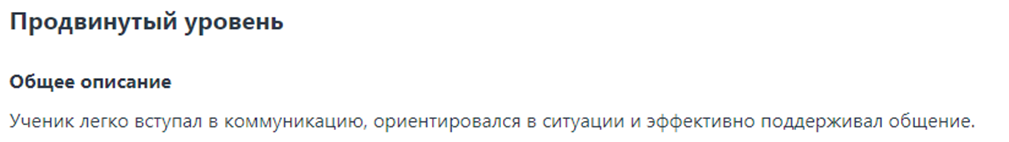 Продвинутый уровень
Общее описание
Ученик легко вступал в коммуникацию, ориентировался в ситуации и эффективно поддерживал общение.